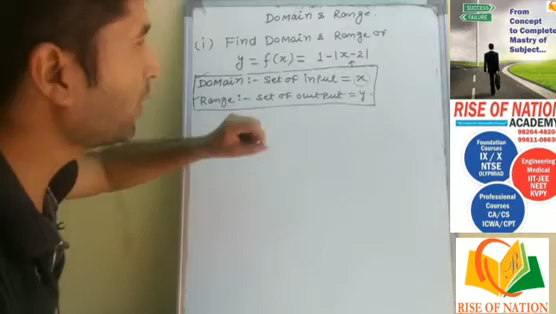 Domain & Range
(i) Find Domain & Range of
y = f(x) = 1-|x-2|
Domain:- Set of input = x
Range:- Set of output = y
SUCCESS
FAILURE
From
Concept
to Complete
Mastry of
Subject...
RISE OF NATION
ACADEMY
Foundation
Courses
IX / X
NTSE
OLYMPIAD
Engineering
Medical
IIT-JEE
NEET
KVPY
Professional
Courses
CA/CS
ICWA/CPT
RISE OF NATION